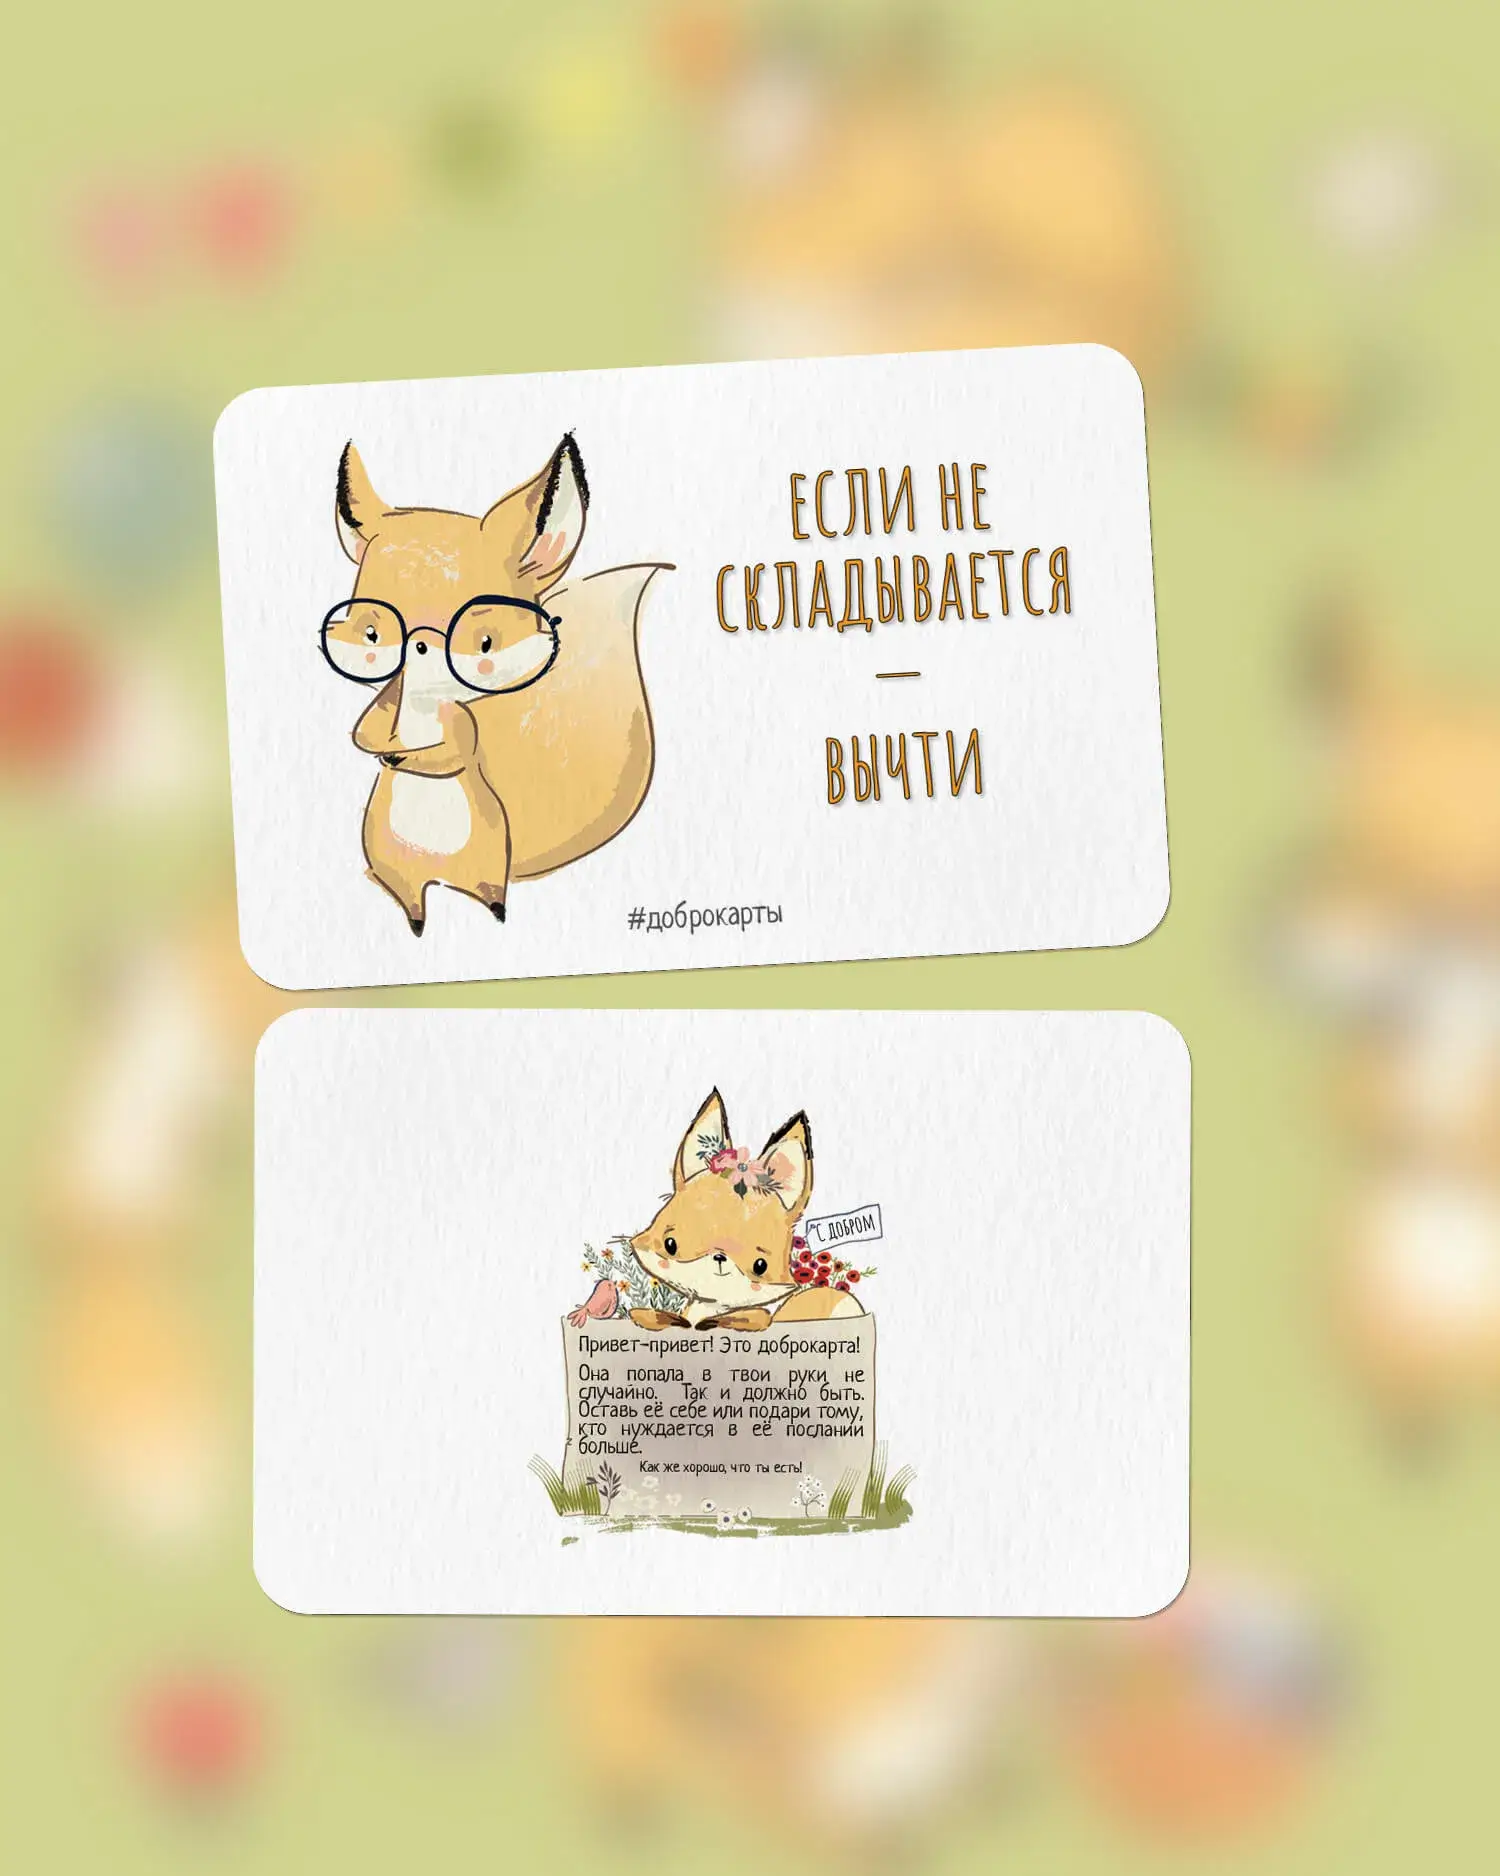 ЕСЛИ НЕ
СКЛАДЫВАЕТСЯ
—
ВЫЧТИ
#доброкарты
С ДОБРОМ
Привет-привет! Это доброкарта!
Она попала в твои руки не
случайно. Так и должно быть.
Оставь её себе или подари тому,
кто нуждается в её послании
больше.
Как же хорошо, что ты есть!